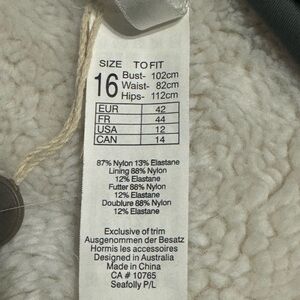 SIZE TO FIT
16 Bust- 102cm
Waist- 82cm
Hips- 112cm
EUR 42
FR 44
USA 12
CAN 14
87% Nylon 13% Elastane
Lining 88% Nylon
12% Elastane
Futter 88% Nylon
12% Elastane
Doublure 88% Nylon
12% Elastane
Exclusive of trim
Ausgenommen der Besatz
Hormis les accessoires
Designed in Australia
Made in China
CA # 10765
Seafolly P/L